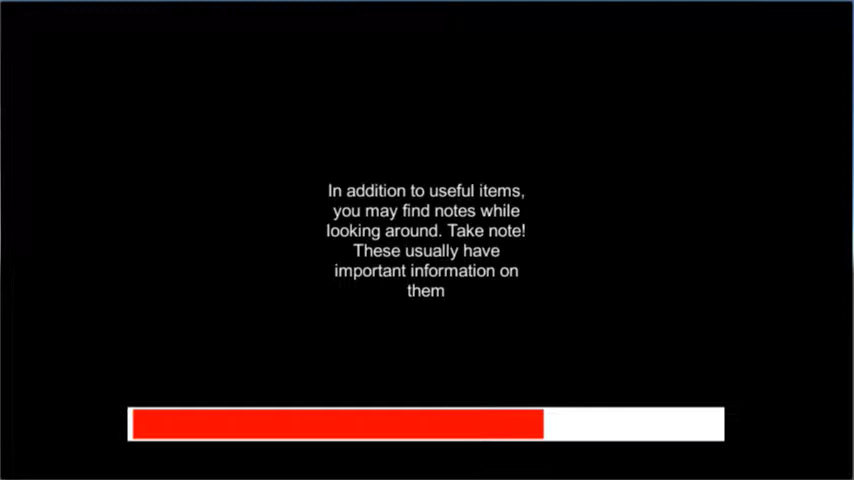 In addition to useful items,
you may find notes while
looking around. Take note!
These usually have
important information on
them